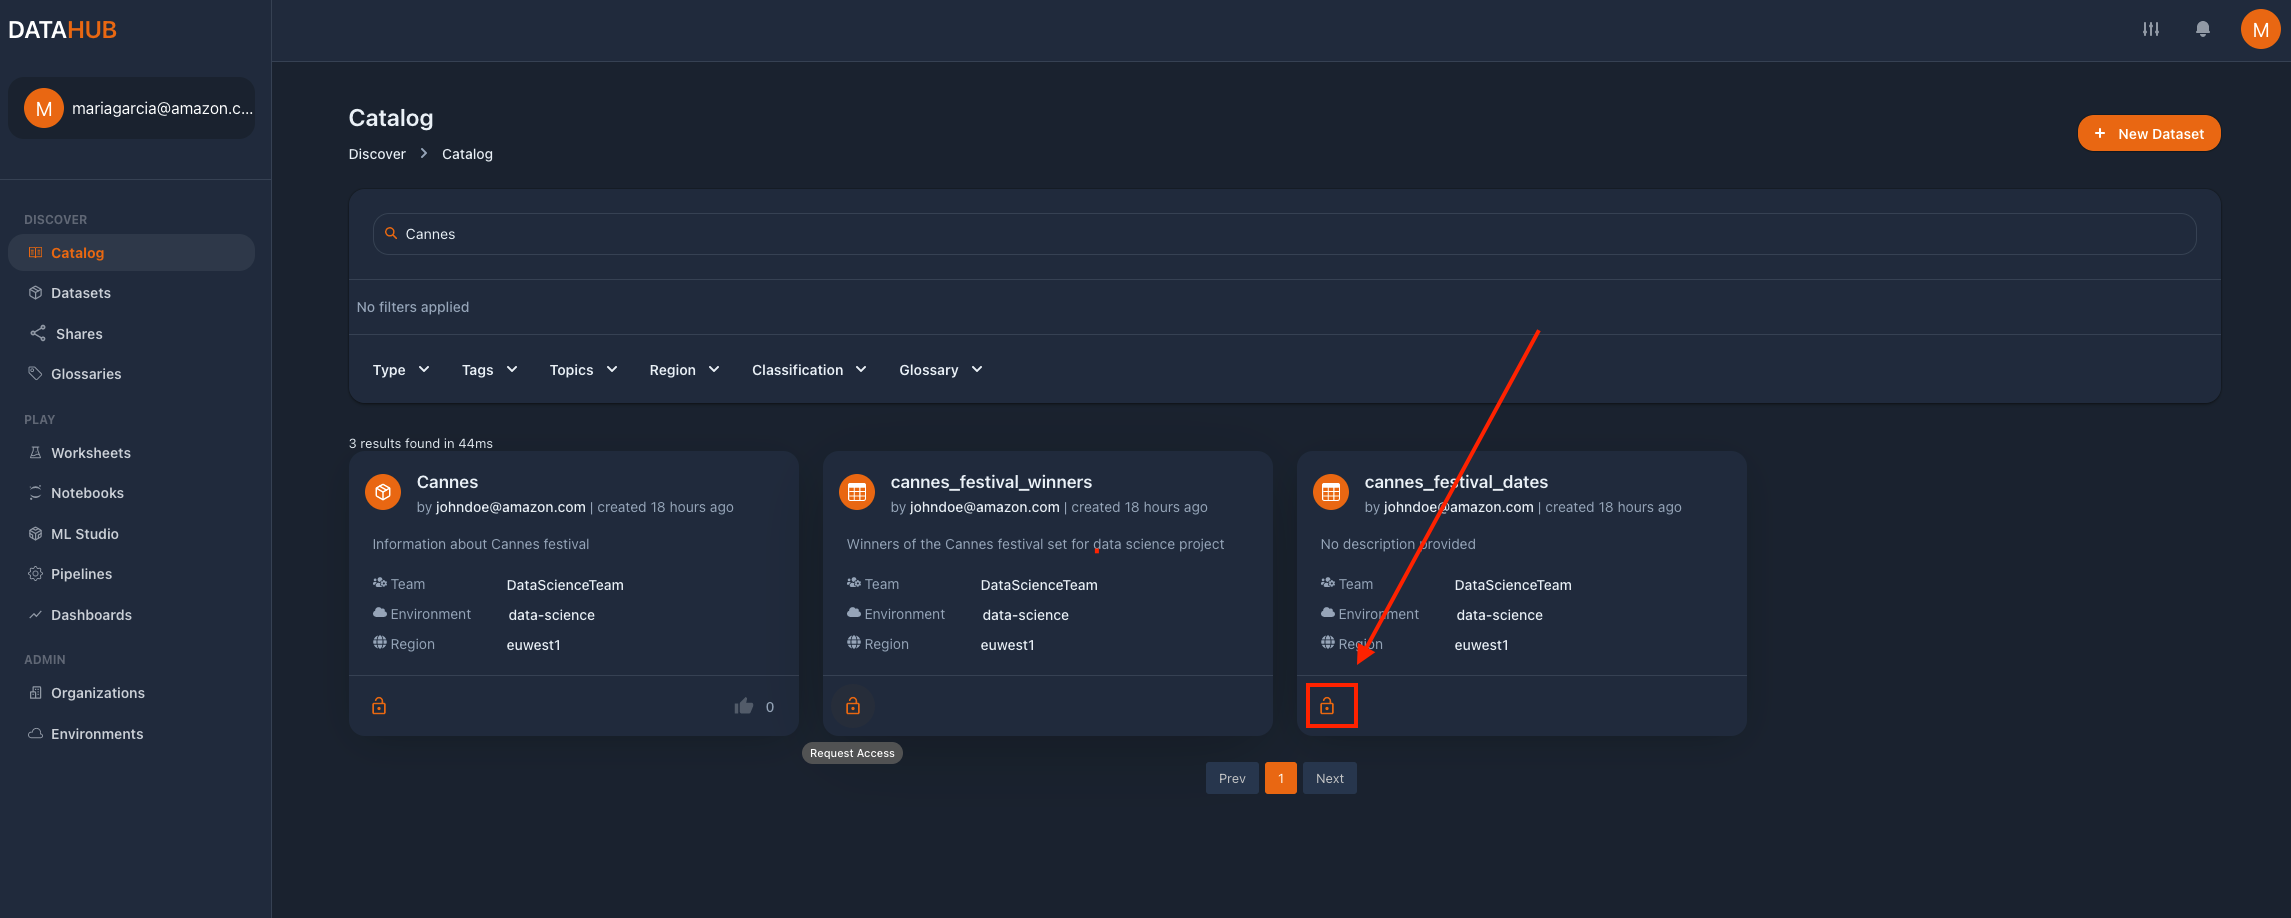 DATAHUB
M
M
mariagarcia@amazon.c...
DISCOVER
Catalog
Datasets
Shares
Glossaries
PLAY
Worksheets
Notebooks
ML Studio
Pipelines
Dashboards
ADMIN
Organizations
Environments
Catalog
Discover > Catalog
+ New Dataset
Cannes
No filters applied
Type Tags Topics Region Classification Glossary
3 results found in 44ms
Cannes
by johndoe@amazon.com | created 18 hours ago
Information about Cannes festival
Team DataScienceTeam
Environment data-science
Region euwest1
0
cannes_festival_winners
by johndoe@amazon.com | created 18 hours ago
Winners of the Cannes festival set for data science project
Team DataScienceTeam
Environment data-science
Region euwest1
Request Access
cannes_festival_dates
by johndoe@amazon.com | created 18 hours ago
No description provided
Team DataScienceTeam
Environment data-science
Region euwest1
Prev 1 Next